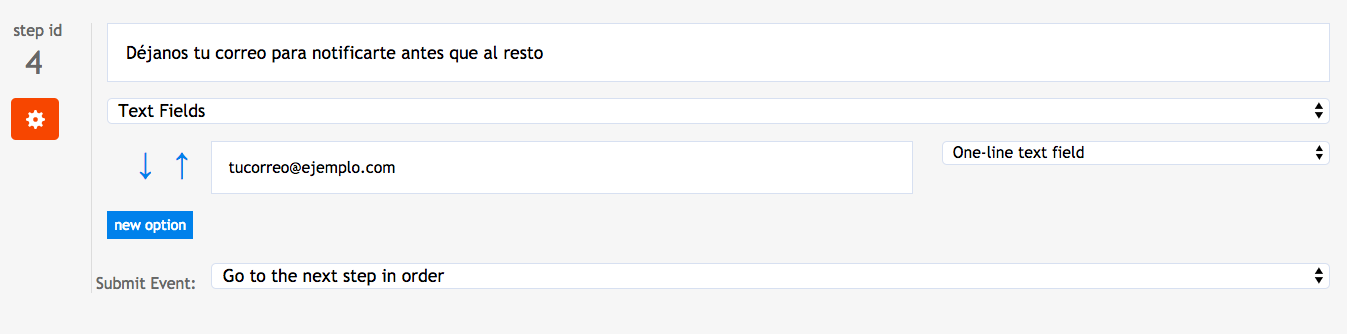 step id
4
Déjanos tu correo para notificarte antes que al resto
Text Fields
tucorreo@ejemplo.com
One-line text field
new option
Submit Event:
Go to the next step in order